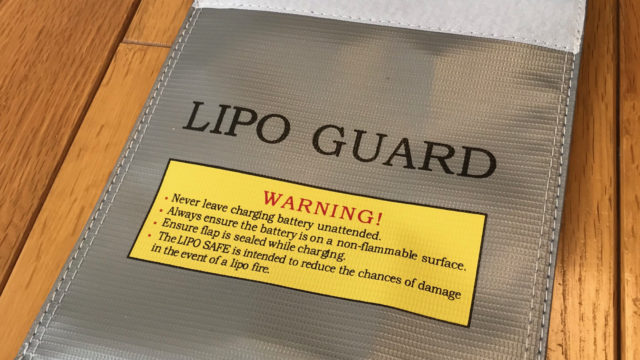 LIPO GUARD
WARNING!
• Never leave charging battery unattended.
• Always ensure the battery is on a non-flammable surface.
• Ensure flap is sealed while charging.
• The LIPO SAFE is intended to reduce the chances of damage
in the event of a lipo fire.